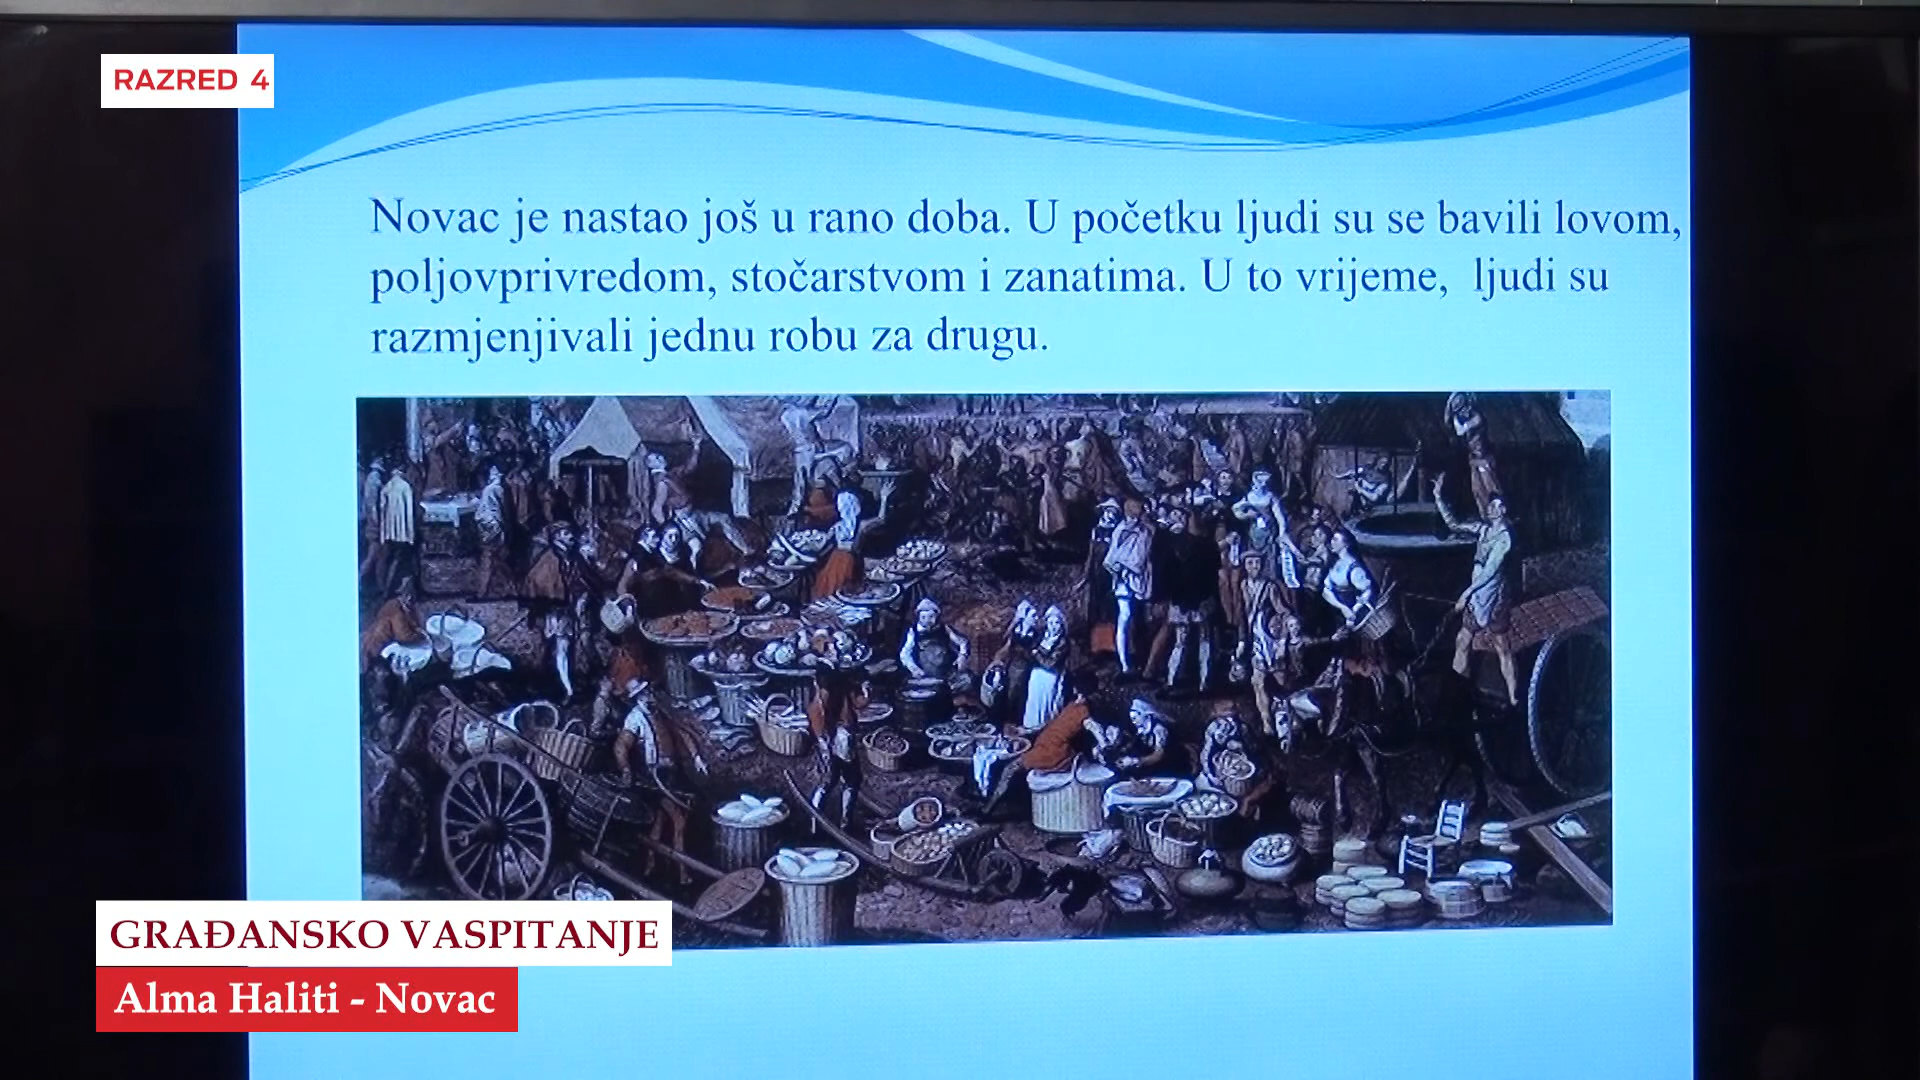 RAZRED 4
Novac je nastao još u rano doba. U početku ljudi su se bavili lovom,
poljovprivredom, stočarstvom i zanatima. U to vrijeme, ljudi su
razmjenjivali jednu robu za drugu.
GRAĐANSKO VASPITANJE
Alma Haliti - Novac